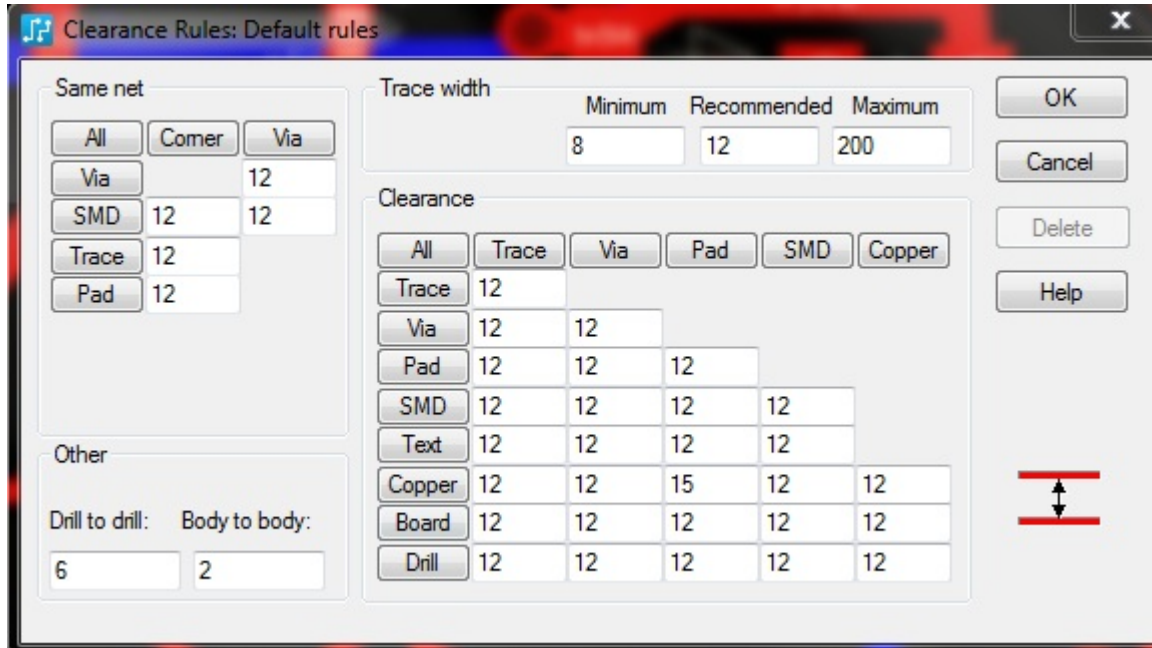 Clearance Rules: Default rules
x
Same net
All Corner Via
Via 12
SMD 12 12
Trace 12
Pad 12
Other
Drill to drill: Body to body:
6 2
Trace width
Minimum Recommended Maximum
8 12 200
Clearance
All Trace Via Pad SMD Copper
Trace 12
Via 12 12
Pad 12 12 12
SMD 12 12 12 12
Text 12 12 12 12
Copper 12 12 15 12 12
Board 12 12 12 12 12
Drill 12 12 12 12 12
OK
Cancel
Delete
Help